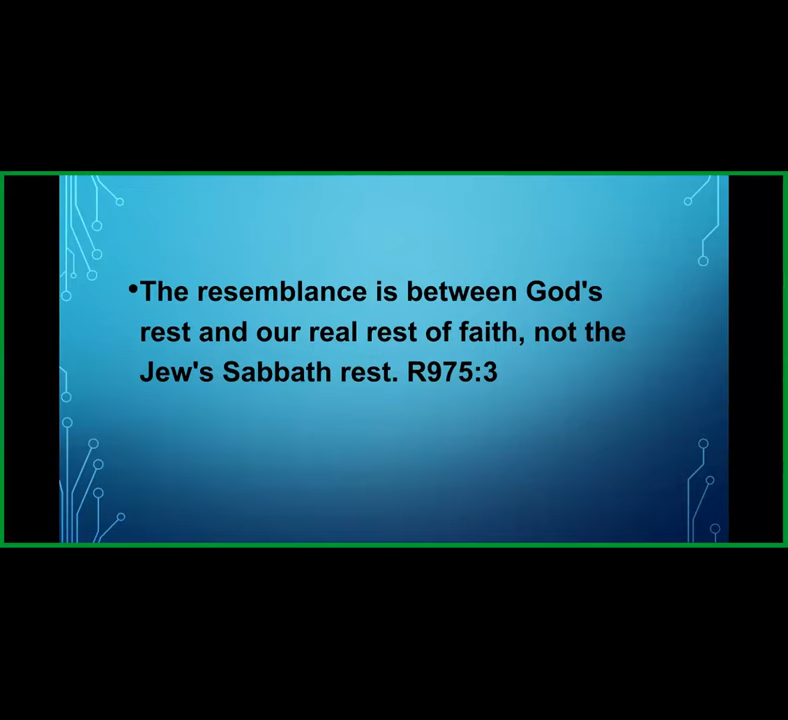 •The resemblance is between God's
rest and our real rest of faith, not the
Jew's Sabbath rest. R975:3